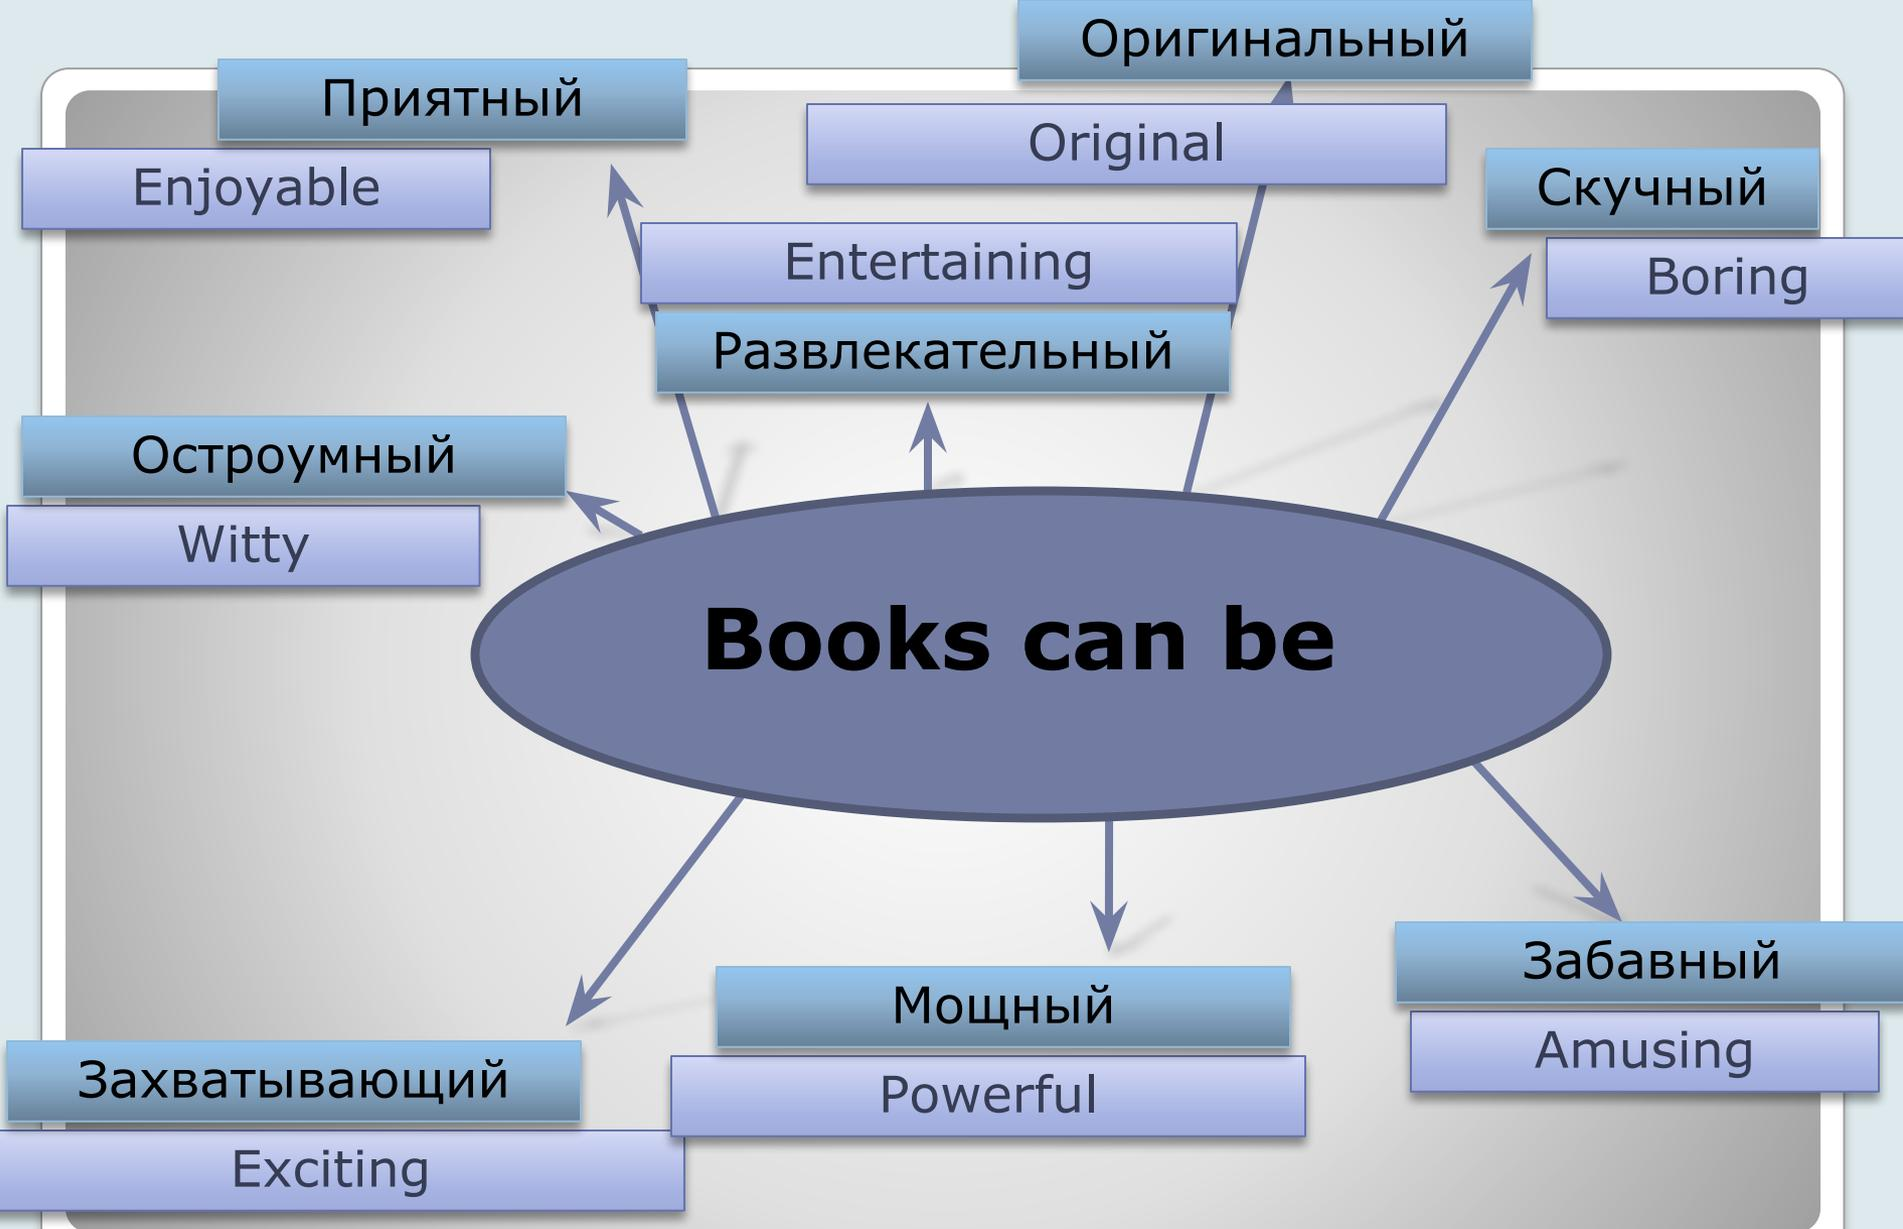 Оригинальный
Приятный
Original
Enjoyable
Скучный
Entertaining
Boring
Развлекательный
Остроумный
Witty
Books can be
Забавный
Мощный
Amusing
Захватывающий
Powerful
Exciting